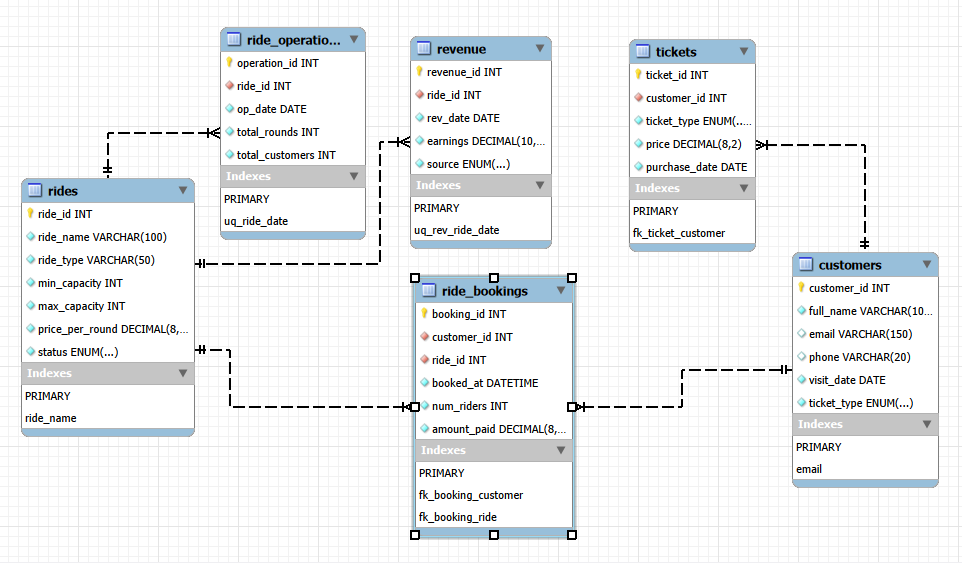 ride_operatio...
operation_id INT
ride_id INT
op_date DATE
total_rounds INT
total_customers INT
Indexes
PRIMARY
uq_ride_date
revenue
revenue_id INT
ride_id INT
rev_date DATE
earnings DECIMAL(10,...
source ENUM(...)
Indexes
PRIMARY
uq_rev_ride_date
tickets
ticket_id INT
customer_id INT
ticket_type ENUM(...
price DECIMAL(8,2)
purchase_date DATE
Indexes
PRIMARY
fk_ticket_customer
rides
ride_id INT
ride_name VARCHAR(100)
ride_type VARCHAR(50)
min_capacity INT
max_capacity INT
price_per_round DECIMAL(8,...
status ENUM(...)
Indexes
PRIMARY
ride_name
ride_bookings
booking_id INT
customer_id INT
ride_id INT
booked_at DATETIME
num_riders INT
amount_paid DECIMAL(8,...
Indexes
PRIMARY
fk_booking_customer
fk_booking_ride
customers
customer_id INT
full_name VARCHAR(10...
email VARCHAR(150)
phone VARCHAR(20)
visit_date DATE
ticket_type ENUM(...)
Indexes
PRIMARY
email